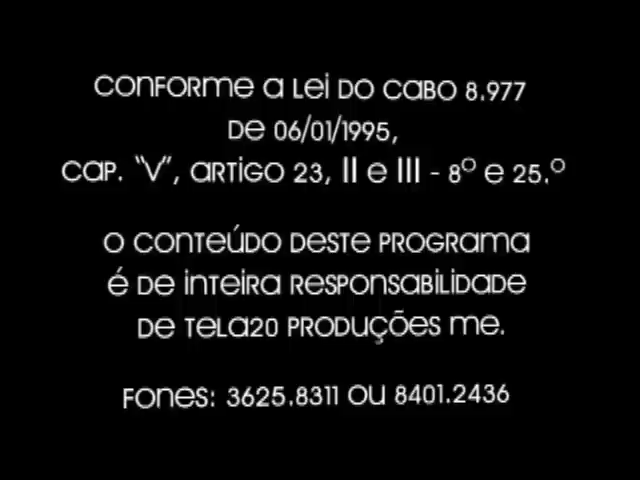 Conforme a Lei do Cabo 8.977
de 06/01/1995,
Cap. "V", Artigo 23, II e III - 8º e 25.º
O conteúdo deste programa
é de inteira responsabilidade
de Tela20 Produções ME.
Fones: 3625.8311 ou 8401.2436